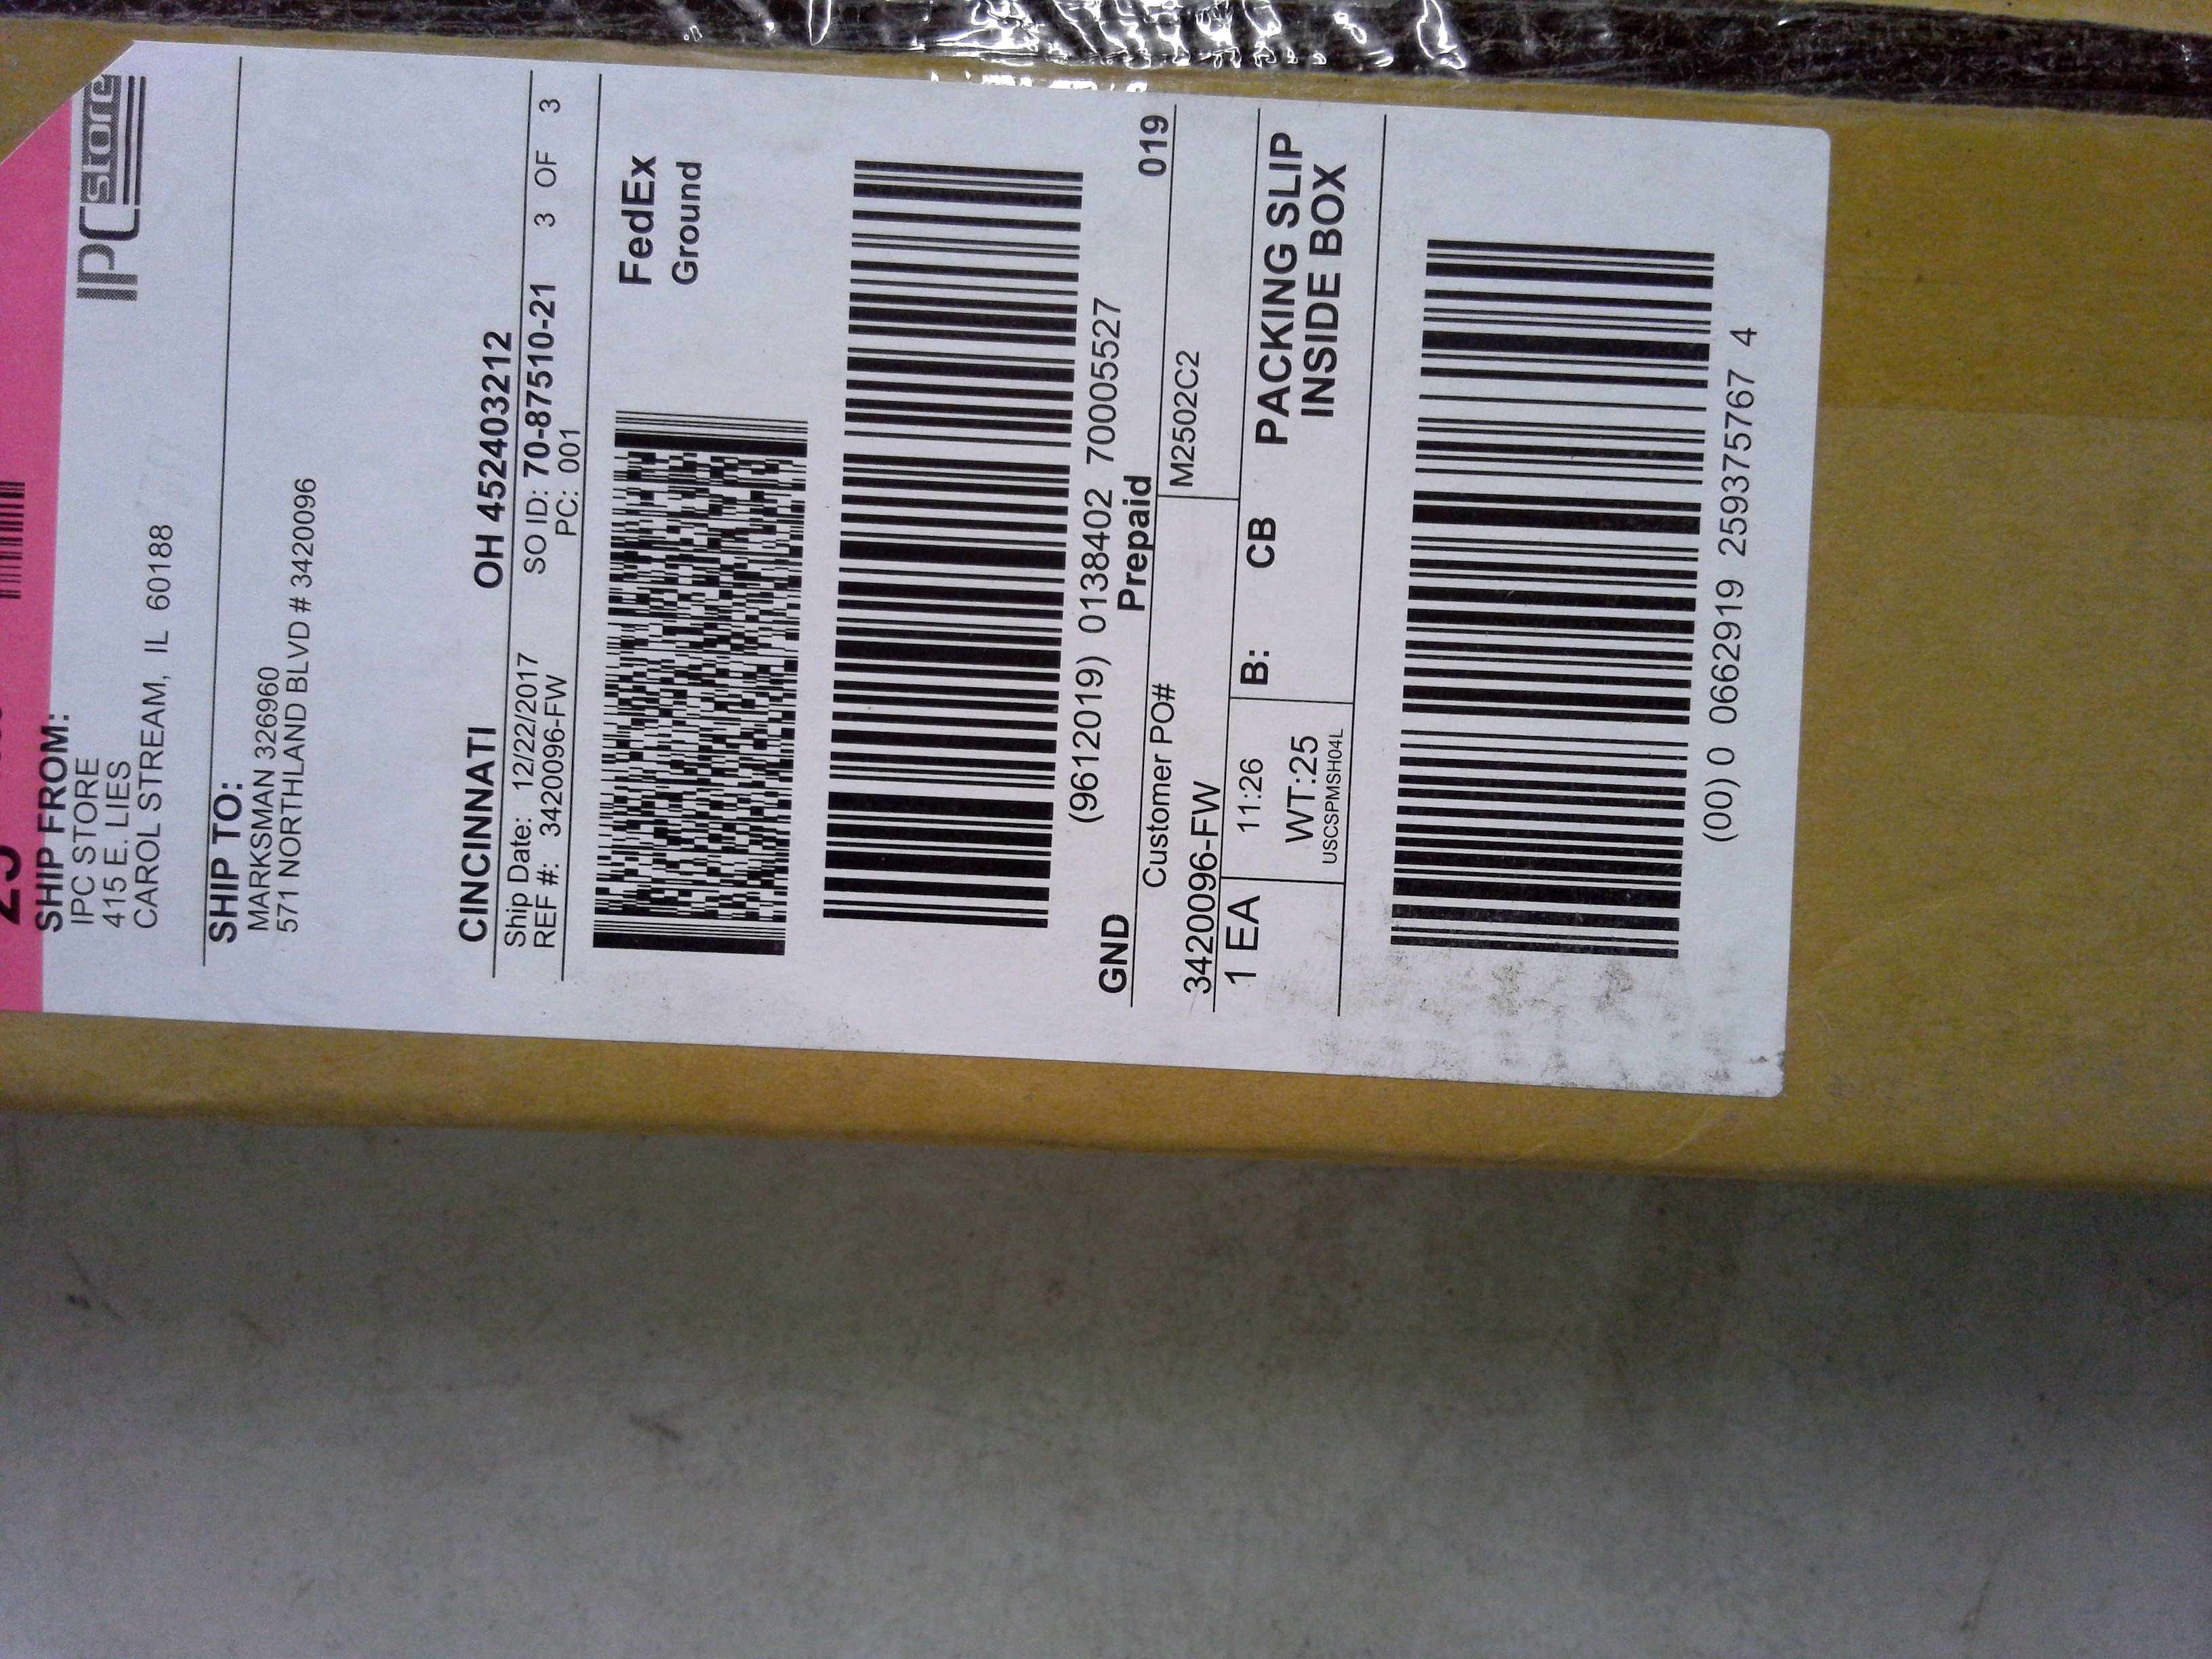 SHIP FROM:
IPC STORE
415 E. LIES
CAROL STREAM, IL 60188
IPC store
SHIP TO:
MARKSMAN 326960
571 NORTHLAND BLVD # 3420096
CINCINNATI OH 452403212
Ship Date: 12/22/2017 SO ID: 70-87510-21 3 OF 3
REF #: 3420096-FW PC: 001
FedEx
Ground
(9612019) 0138402 70005527
GND Prepaid 019
Customer PO#
3420096-FW M2502C2
1 EA 11:26 B: CB PACKING SLIP
INSIDE BOX
WT:25
USCSPMSH04L
(00) 0 0662919 259375767 4